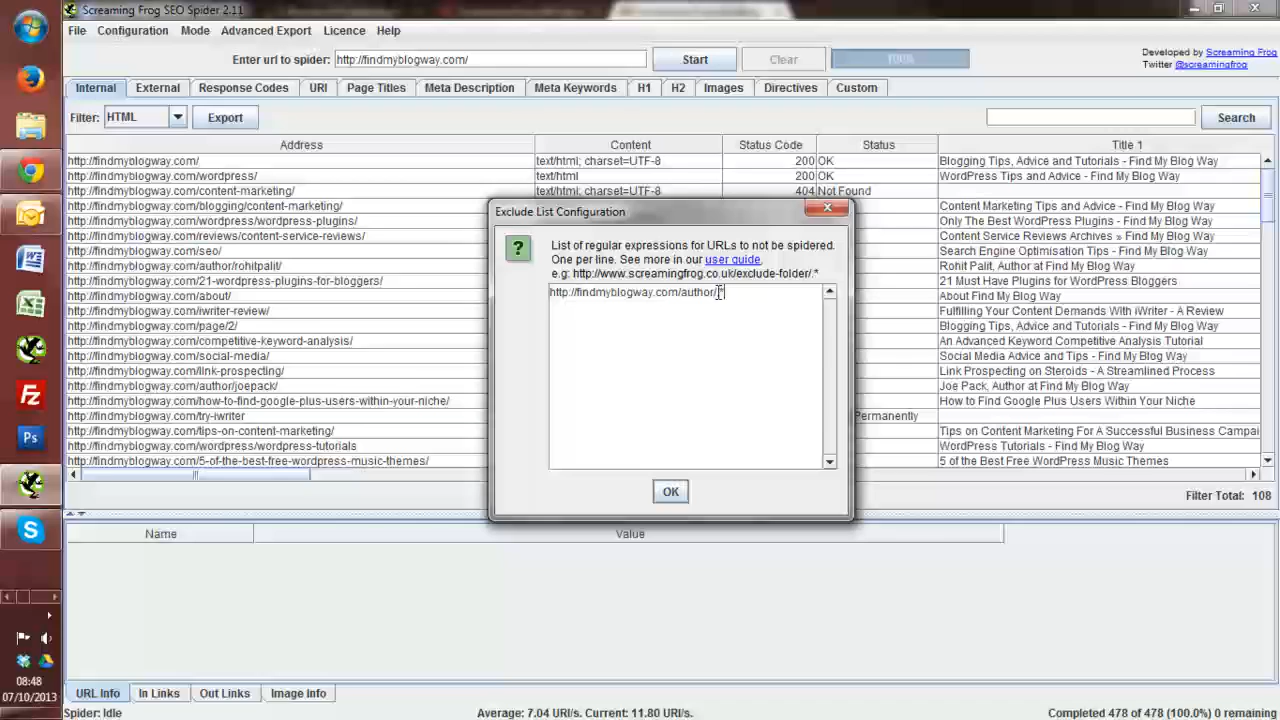 Screaming Frog SEO Spider 2.11
File Configuration Mode Advanced Export Licence Help
Enter url to spider: http://findmyblogway.com/ Start Clear 100%
Developed by Screaming Frog
Twitter @screamingfrog
Internal External Response Codes URI Page Titles Meta Description Meta Keywords H1 H2 Images Directives Custom
Filter: HTML Export Search
Address Content Status Code Status Title 1
http://findmyblogway.com/ text/html; charset=UTF-8 200 OK Blogging Tips, Advice and Tutorials - Find My Blog Way
http://findmyblogway.com/wordpress/ text/html 200 OK WordPress Tips and Advice - Find My Blog Way
http://findmyblogway.com/content-marketing/ text/html; charset=UTF-8 404 Not Found
http://findmyblogway.com/blogging/content-marketing/ Content Marketing Tips and Advice - Find My Blog Way
http://findmyblogway.com/wordpress/wordpress-plugins/ Only The Best WordPress Plugins - Find My Blog Way
http://findmyblogway.com/reviews/content-service-reviews/ Content Service Reviews Archives » Find My Blog Way
http://findmyblogway.com/seo/ Search Engine Optimisation Tips - Find My Blog Way
http://findmyblogway.com/author/rohitpalit/ Rohit Palit, Author at Find My Blog Way
http://findmyblogway.com/21-wordpress-plugins-for-bloggers/ 21 Must Have Plugins for WordPress Bloggers
http://findmyblogway.com/about/ About Find My Blog Way
http://findmyblogway.com/iwriter-review/ Fulfilling Your Content Demands With iWriter - A Review
http://findmyblogway.com/page/2/ Blogging Tips, Advice and Tutorials - Find My Blog Way
http://findmyblogway.com/competitive-keyword-analysis/ An Advanced Keyword Competitive Analysis Tutorial
http://findmyblogway.com/social-media/ Social Media Advice and Tips - Find My Blog Way
http://findmyblogway.com/link-prospecting/ Link Prospecting on Steroids - A Streamlined Process
http://findmyblogway.com/author/joepack/ Joe Pack, Author at Find My Blog Way
http://findmyblogway.com/how-to-find-google-plus-users-within-your-niche/ How to Find Google Plus Users Within Your Niche
http://findmyblogway.com/try-iwriter Permanently
http://findmyblogway.com/tips-on-content-marketing/ Tips on Content Marketing For A Successful Business Campai
http://findmyblogway.com/wordpress/wordpress-tutorials WordPress Tutorials - Find My Blog Way
http://findmyblogway.com/5-of-the-best-free-wordpress-music-themes/ 5 of the Best Free WordPress Music Themes
Filter Total: 108
Exclude List Configuration
List of regular expressions for URLs to not be spidered.
One per line. See more in our user guide.
e.g: http://www.screamingfrog.co.uk/exclude-folder/.*
http://findmyblogway.com/author/
OK
Name Value
URL Info In Links Out Links Image Info
Spider: Idle Average: 7.04 URI/s. Current: 11.80 URI/s. Completed 478 of 478 (100.0%) 0 remaining
Fz
Ps
08:48
07/10/2013